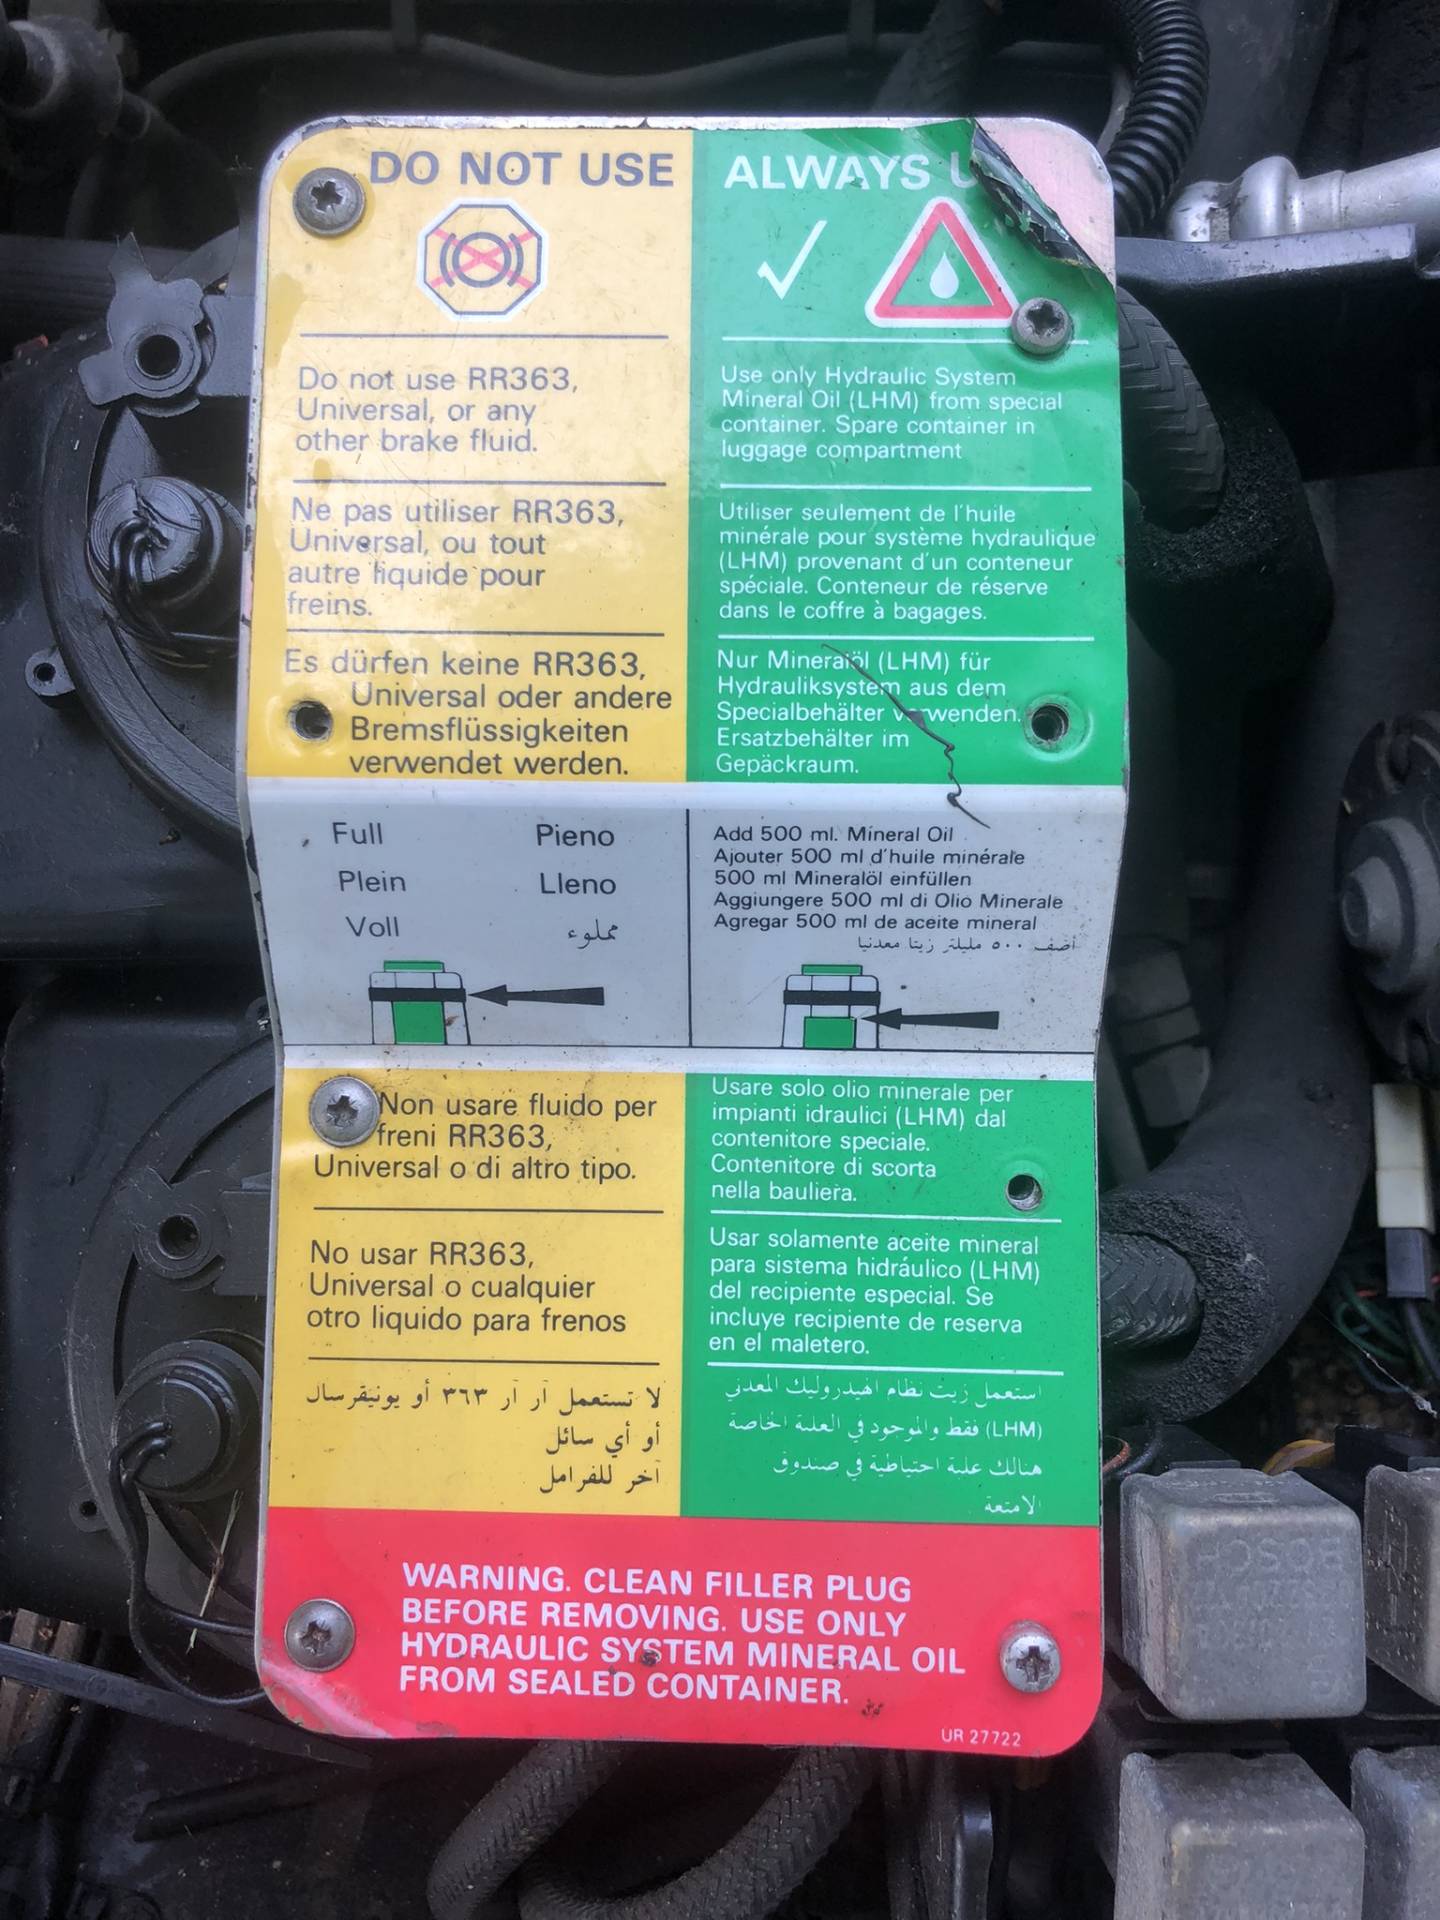 DO NOT USE
Do not use RR363,
Universal, or any
other brake fluid.
Ne pas utiliser RR363,
Universal, ou tout
autre liquide pour
freins.
Es dürfen keine RR363,
Universal oder andere
Bremsflüssigkeiten
verwendet werden.
ALWAYS
Use only Hydraulic System
Mineral Oil (LHM) from special
container. Spare container in
luggage compartment
Utiliser seulement de l'huile
minérale pour système hydraulique
(LHM) provenant d'un conteneur
spéciale. Conteneur de réserve
dans le coffre à bagages.
Nur Mineralöl (LHM) für
Hydrauliksystem aus dem
Specialbehälter verwenden.
Ersatzbehälter im
Gepäckraum.
Full
Pieno
Plein
Lleno
Voll
مملوء
Add 500 ml. Mineral Oil
Ajouter 500 ml d'huile minérale
500 ml Mineralöl einfüllen
Aggiungere 500 ml di Olio Minerale
Agregar 500 ml de aceite mineral
أضف ٥٠٠ مليلتر زيتا معدنيا
Non usare fluido per
freni RR363,
Universal o di altro tipo.
No usar RR363,
Universal o cualquier
otro liquido para frenos
لا تستعمل آر آر ٣٦٣ أو يونيفرسال
أو أي سائل
آخر للفرامل
Usare solo olio minerale per
impianti idraulici (LHM) dal
contenitore speciale.
Contenitore di scorta
nella bauliera.
Usar solamente aceite mineral
para sistema hidráulico (LHM)
del recipiente especial. Se
incluye recipiente de reserva
en el maletero.
استعمل زيت نظام الهيدروليك المعدني
(LHM) فقط والموجود في العلبة الخاصة
هنالك علبة احتياطية في صندوق
الامتعة
WARNING. CLEAN FILLER PLUG
BEFORE REMOVING. USE ONLY
HYDRAULIC SYSTEM MINERAL OIL
FROM SEALED CONTAINER.
UR 27722
BOSCH